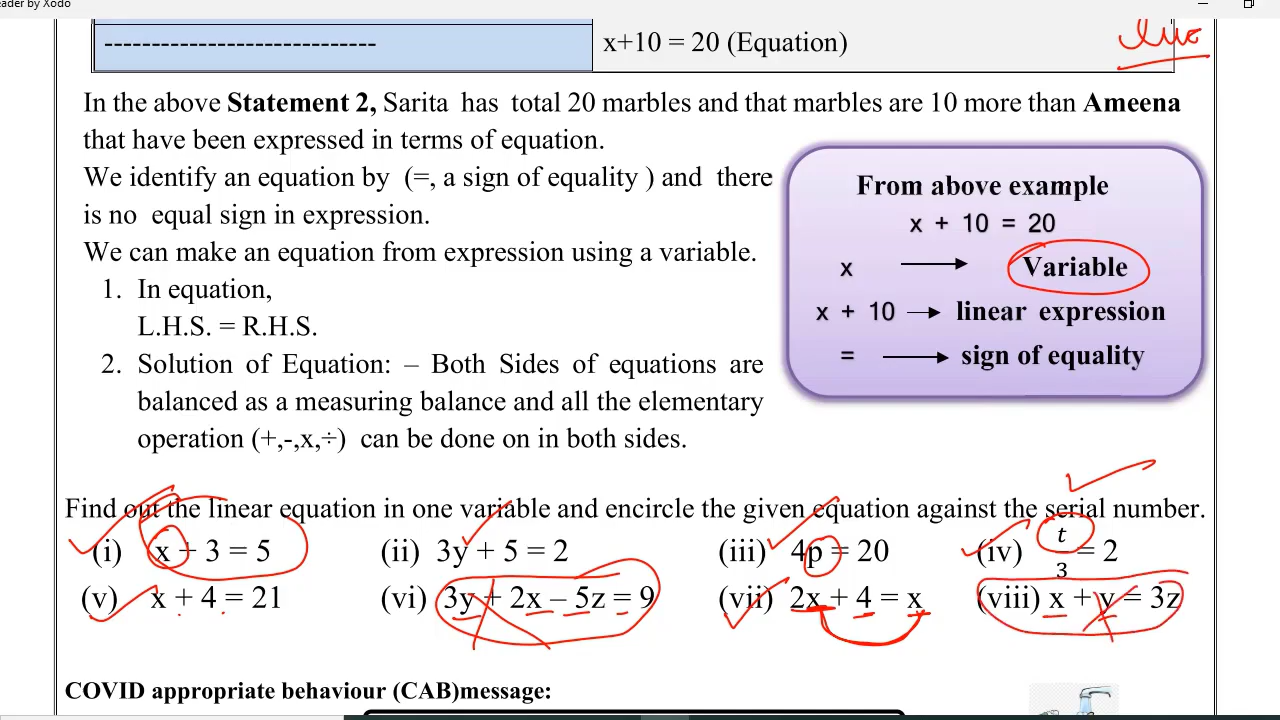 eader by Xodo
----------------------------- x+10 = 20 (Equation)
In the above Statement 2, Sarita has total 20 marbles and that marbles are 10 more than Ameena
that have been expressed in terms of equation.
We identify an equation by (=, a sign of equality ) and there
is no equal sign in expression.
We can make an equation from expression using a variable.
1. In equation,
L.H.S. = R.H.S.
2. Solution of Equation: – Both Sides of equations are
balanced as a measuring balance and all the elementary
operation (+,-,x,÷) can be done on in both sides.
From above example
x + 10 = 20
x → Variable
x + 10 → linear expression
= → sign of equality
Find out the linear equation in one variable and encircle the given equation against the serial number.
(i) x + 3 = 5 (ii) 3y + 5 = 2 (iii) 4p = 20 (iv) t/3 = 2
(v) x + 4 = 21 (vi) 3y + 2x – 5z = 9 (vii) 2x + 4 = x (viii) x + y = 3z
COVID appropriate behaviour (CAB)message: